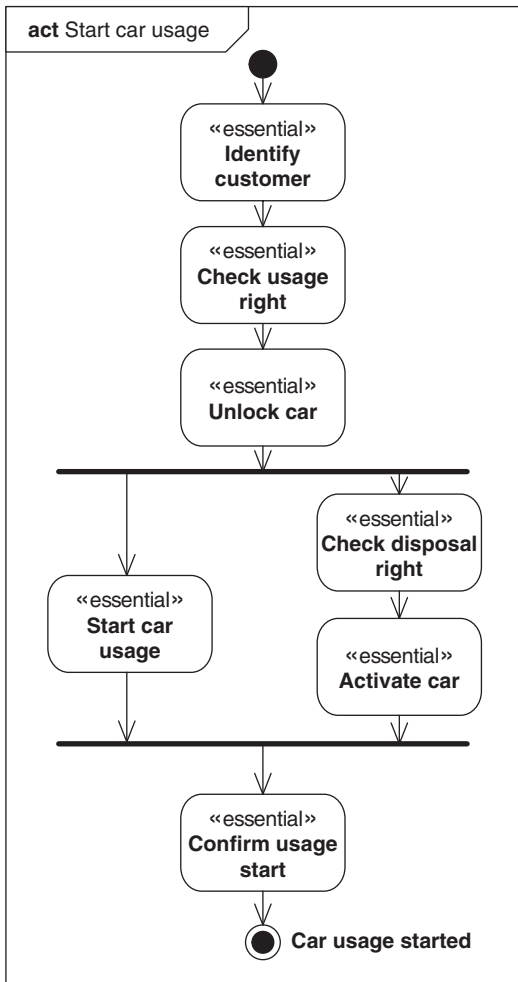 act Start car usage
«essential»
Identify
customer
«essential»
Check usage
right
«essential»
Unlock car
«essential»
Check disposal
right
«essential»
Start car
usage
«essential»
Activate car
«essential»
Confirm usage
start
Car usage started